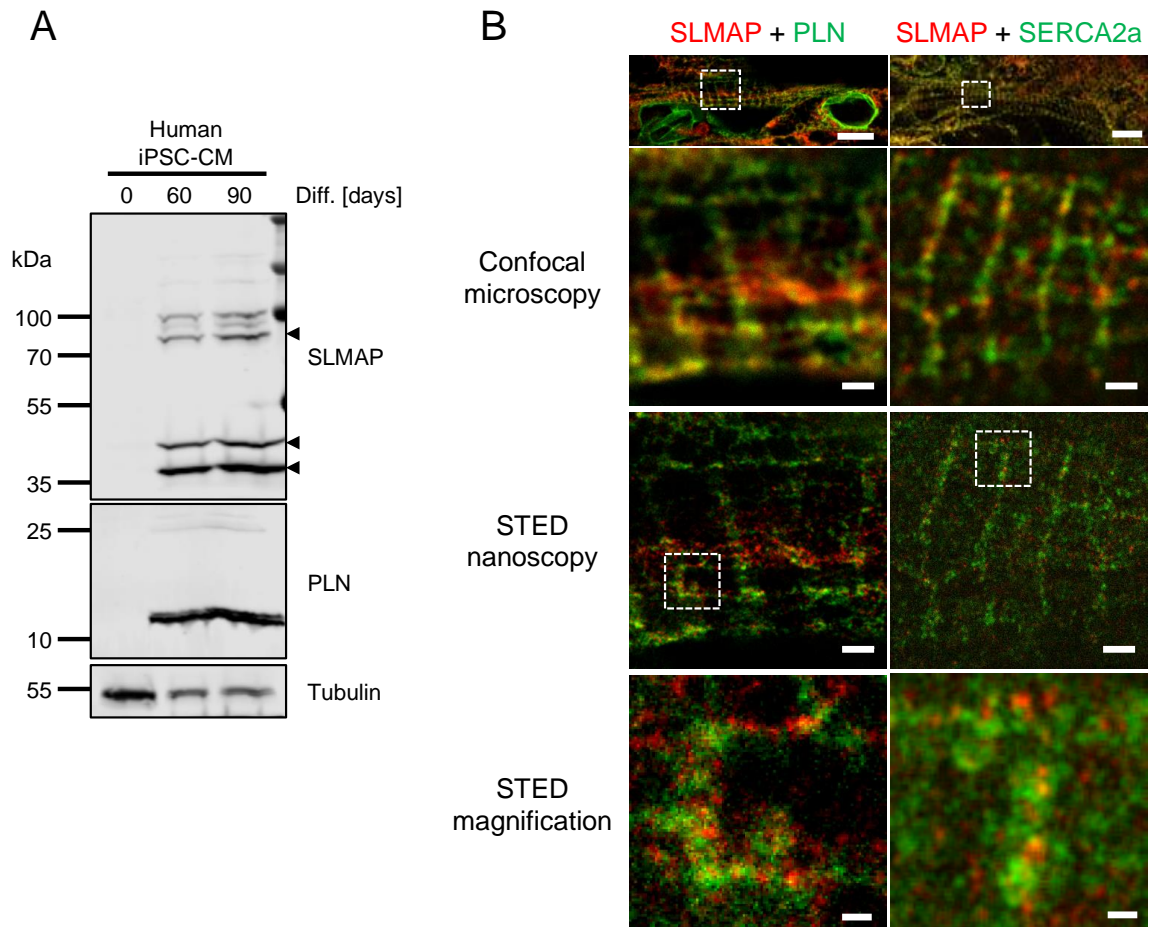 A
Human
iPSC-CM
0 60 90 Diff. [days]
kDa
100
70
SLMAP
55
35
25
PLN
10
55
Tubulin
B
SLMAP + PLN
SLMAP + SERCA2a
Confocal
microscopy
STED
nanoscopy
STED
magnification